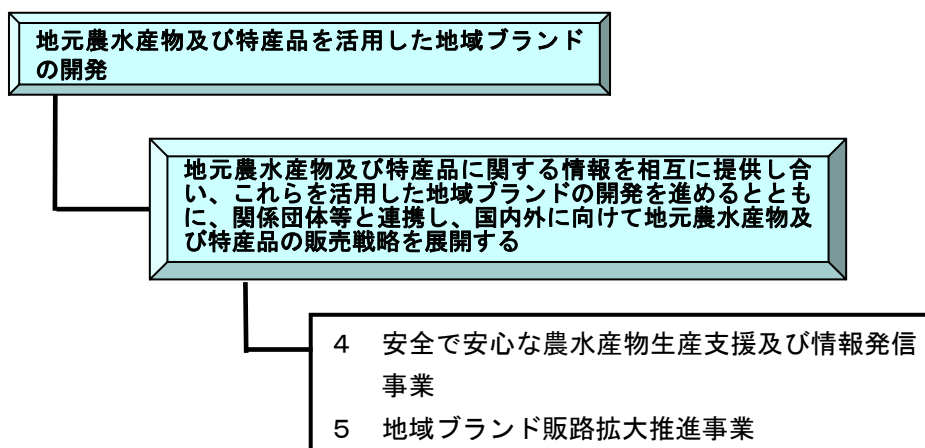 地元農水産物及び特産品を活用した地域ブランド
の開発
地元農水産物及び特産品に関する情報を相互に提供し合
い、これらを活用した地域ブランドの開発を進めるととも
に、関係団体等と連携し、国内外に向けて地元農水産物及
び特産品の販売戦略を展開する
４　安全で安心な農水産物生産支援及び情報発信
事業
５　地域ブランド販路拡大推進事業